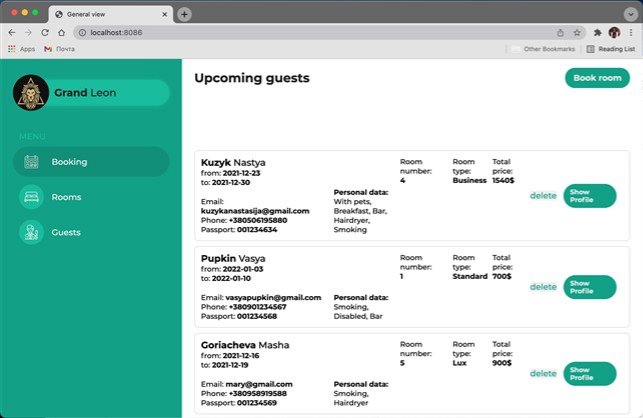 General view
localhost:8086
Apps
Почта
Other Bookmarks
Reading List
Grand Leon
MENU
Booking
Rooms
Guests
Upcoming guests
Book room
Kuzyk Nastya
from: 2021-12-23
to: 2021-12-30
Email:
kuzykanastasija@gmail.com
Phone: +380506195880
Passport: 001234634
Personal data:
With pets,
Breakfast, Bar,
Hairdryer,
Smoking
Room
number:
4
Room
type:
Business
Total
price:
1540$
delete
Show
Profile
Pupkin Vasya
from: 2022-01-03
to: 2022-01-10
Email: vasyapupkin@gmail.com
Phone: +380901234567
Passport: 001234568
Personal data:
Smoking,
Disabled, Bar
Room
number:
1
Room
type:
Standard
Total
price:
700$
delete
Show
Profile
Goriacheva Masha
from: 2021-12-16
to: 2021-12-19
Email: mary@gmail.com
Phone: +380958919588
Passport: 001234569
Personal data:
Smoking,
Hairdryer
Room
number:
5
Room
type:
Lux
Total
price:
900$
delete
Show
Profile